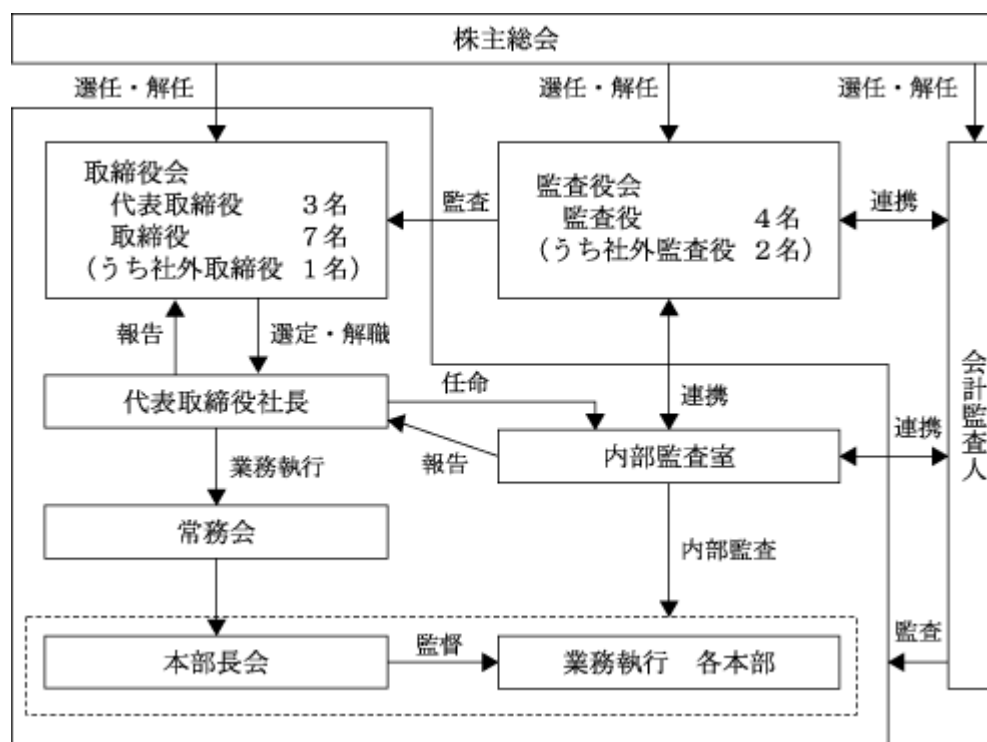 株主総会
選任・解任
選任・解任
選任・解任
取締役会
代表取締役 3名
取締役 7名
(うち社外取締役 1名)
監査
監査役会
監査役 4名
(うち社外監査役 2名)
連携
報告
選定・解職
代表取締役社長
任命
連携
会計監査人
報告
内部監査室
連携
業務執行
常務会
内部監査
本部長会
監督
業務執行 各本部
監査